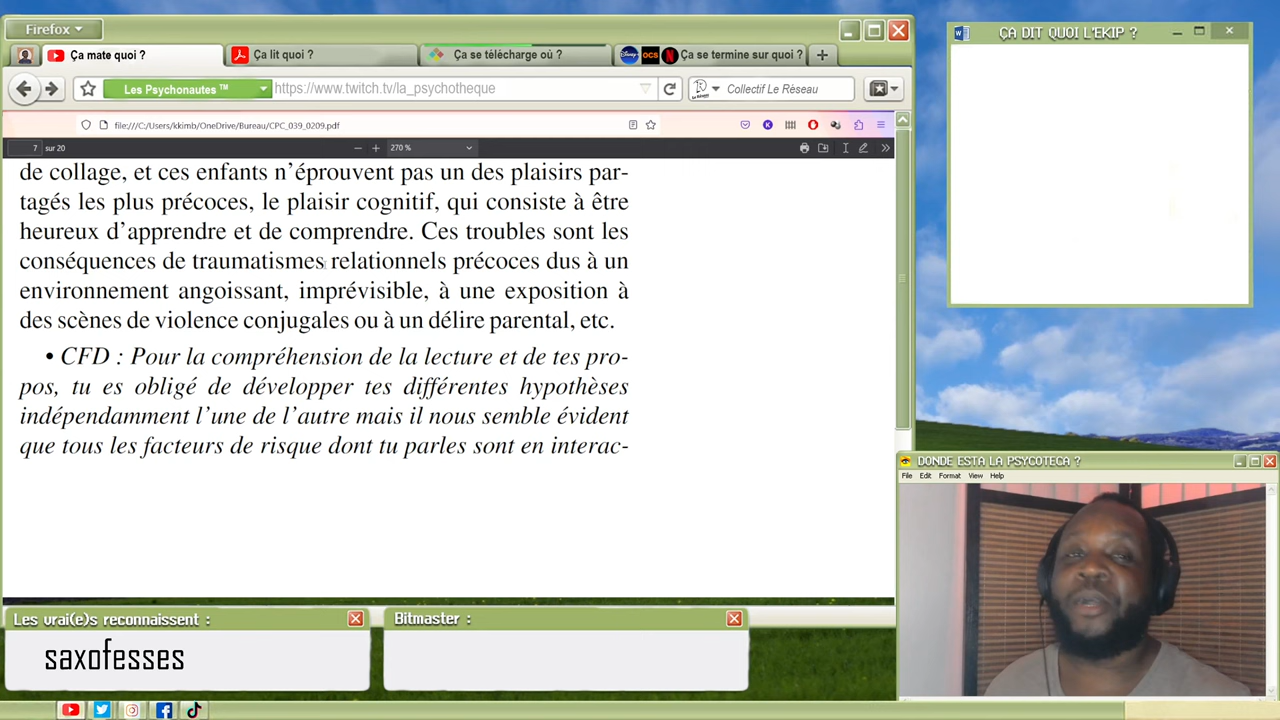 Firefox
Ça mate quoi ?
Ça lit quoi ?
Ça se télécharge où ?
Disney+
OCS
Ça se termine sur quoi ?
Les Psychonautes ™
https://www.twitch.tv/la_psychotheque
Collectif Le Réseau
file:///C:/Users/kkimb/OneDrive/Bureau/CPC_039_0209.pdf
7 sur 20
270 %
de collage, et ces enfants n’éprouvent pas un des plaisirs par-
tagés les plus précoces, le plaisir cognitif, qui consiste à être
heureux d’apprendre et de comprendre. Ces troubles sont les
conséquences de traumatismes relationnels précoces dus à un
environnement angoissant, imprévisible, à une exposition à
des scènes de violence conjugales ou à un délire parental, etc.
• CFD : Pour la compréhension de la lecture et de tes pro-
pos, tu es obligé de développer tes différentes hypothèses
indépendamment l’une de l’autre mais il nous semble évident
que tous les facteurs de risque dont tu parles sont en interac-
ÇA DIT QUOI L'EKIP ?
DONDE ESTA LA PSYCOTECA ?
File Edit Format View Help
Les vrai(e)s reconnaissent :
saxofesses
Bitmaster :